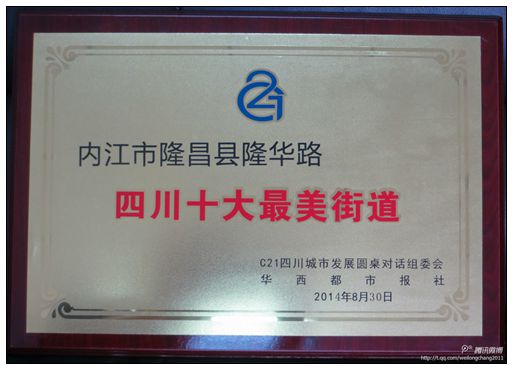 C21
内江市隆昌县隆华路
四川十大最美街道
C21四川城市发展圆桌对话组委会
华西都市报社
2014年8月30日
腾讯微博
http://t.qq.com/weilongchang2011